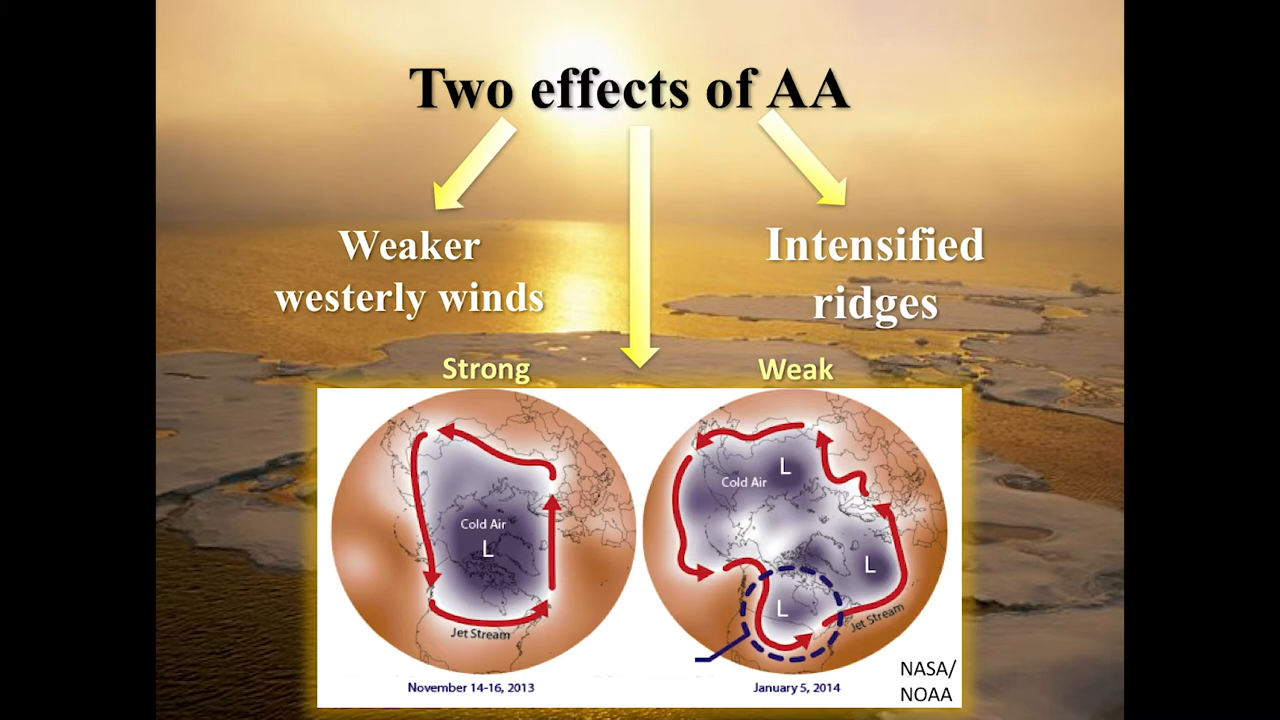 Two effects of AA
Weaker
westerly winds
Intensified
ridges
Strong
Weak
Cold Air
L
Jet Stream
November 14-16, 2013
L
Cold Air
L
L
Jet Stream
January 5, 2014
NASA/
NOAA